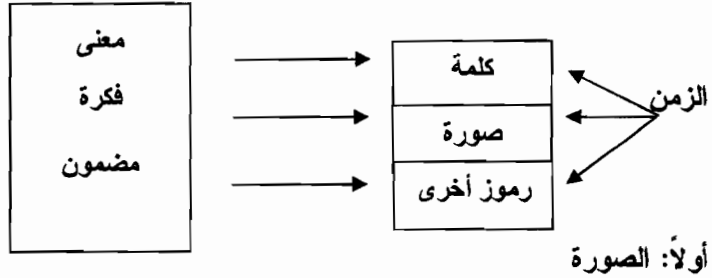 معنى
فكرة
مضمون
كلمة
صورة
رموز أخرى
الزمن
أولاً: الصورة